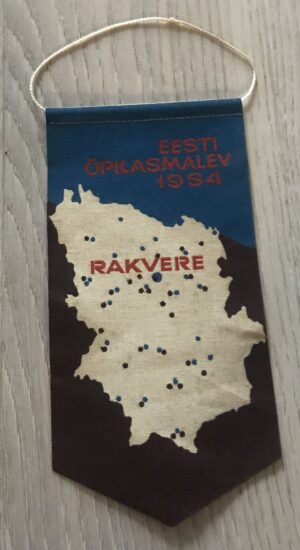 EESTI
ÕPILASMALEV
1984
RAKVERE